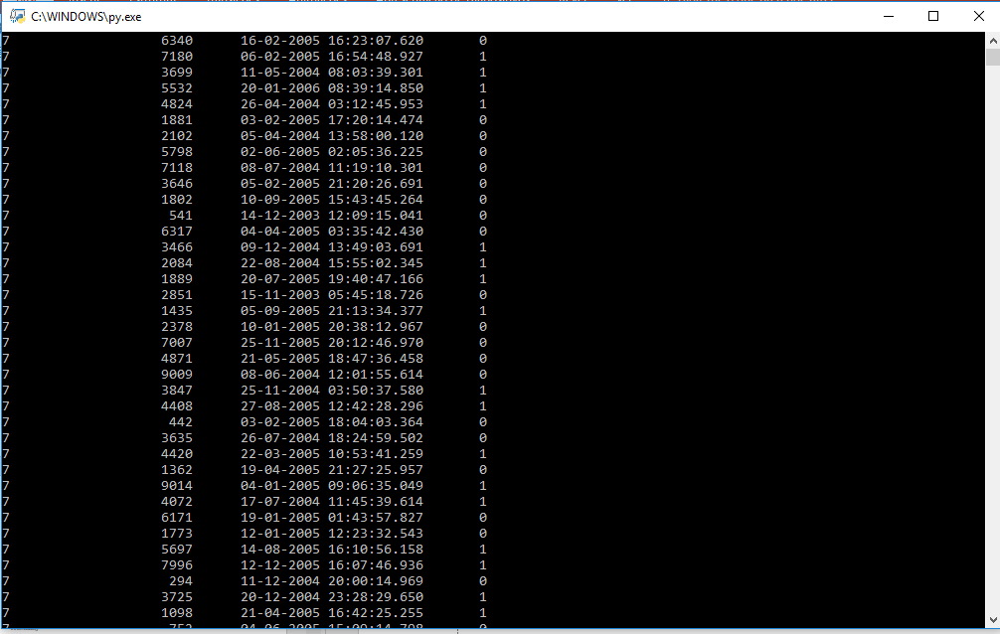 C:\WINDOWS\py.exe
7 6340 16-02-2005 16:23:07.620 0
7 7180 06-02-2005 16:54:48.927 1
7 3699 11-05-2004 08:03:39.301 1
7 5532 20-01-2006 08:39:14.850 1
7 4824 26-04-2004 03:12:45.953 1
7 1881 03-02-2005 17:20:14.474 0
7 2102 05-04-2004 13:58:00.120 0
7 5798 02-06-2005 02:05:36.225 0
7 7118 08-07-2004 11:19:10.301 0
7 3646 05-02-2005 21:20:26.691 0
7 1802 10-09-2005 15:43:45.264 0
7 541 14-12-2003 12:09:15.041 0
7 6317 04-04-2005 03:35:42.430 0
7 3466 09-12-2004 13:49:03.691 1
7 2084 22-08-2004 15:55:02.345 1
7 1889 20-07-2005 19:40:47.166 1
7 2851 15-11-2003 05:45:18.726 0
7 1435 05-09-2005 21:13:34.377 1
7 2378 10-01-2005 20:38:12.967 0
7 7007 25-11-2005 20:12:46.970 0
7 4871 21-05-2005 18:47:36.458 0
7 9009 08-06-2004 12:01:55.614 0
7 3847 25-11-2004 03:50:37.580 1
7 4408 27-08-2005 12:42:28.296 1
7 442 03-02-2005 18:04:03.364 0
7 3635 26-07-2004 18:24:59.502 0
7 4420 22-03-2005 10:53:41.259 1
7 1362 19-04-2005 21:27:25.957 0
7 9014 04-01-2005 09:06:35.049 1
7 4072 17-07-2004 11:45:39.614 1
7 6171 19-01-2005 01:43:57.827 0
7 1773 12-01-2005 12:23:32.543 0
7 5697 14-08-2005 16:10:56.158 1
7 7996 12-12-2005 16:07:46.936 1
7 294 11-12-2004 20:00:14.969 0
7 3725 20-12-2004 23:28:29.650 1
7 1098 21-04-2005 16:42:25.255 1